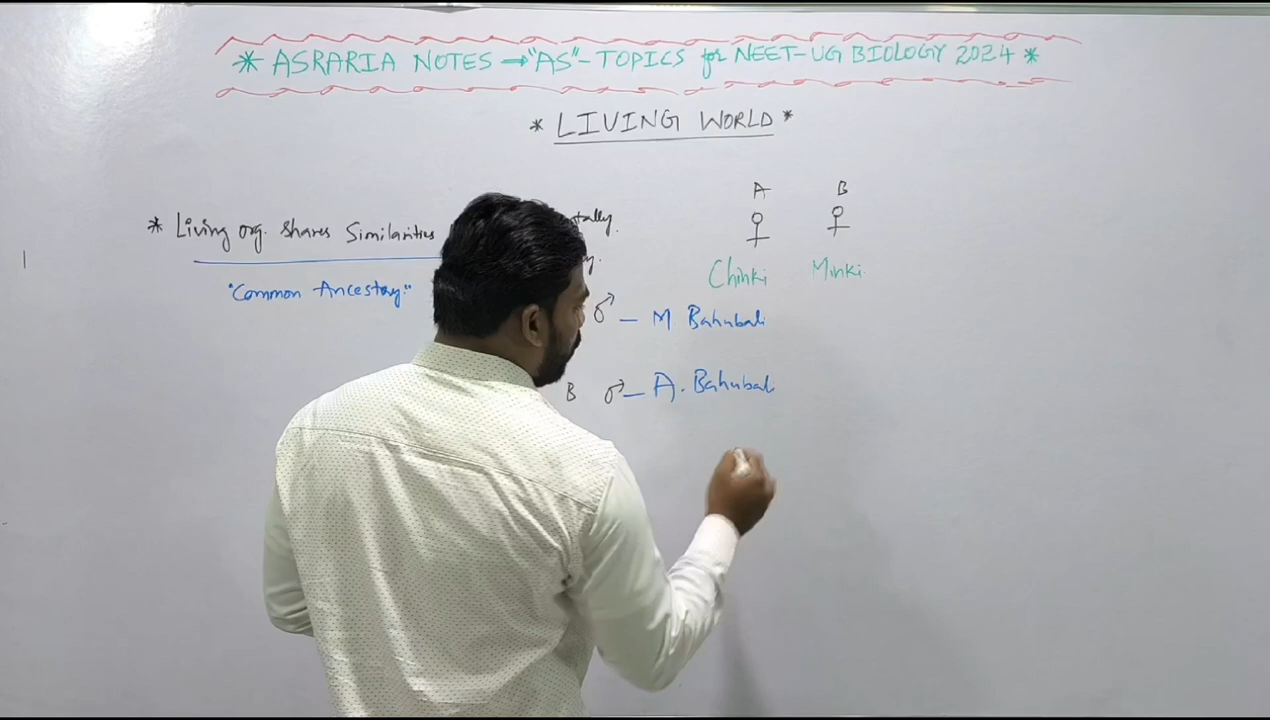 * ASRARIA NOTES → "AS" - TOPICS for NEET-UG BIOLOGY 2024 *
* LIVING WORLD *
A B
* Living org. shares Similarities
Chinki Minki
"Common Ancestory."
♂ — M. Bahubali
B ♂ — A. Bahubali